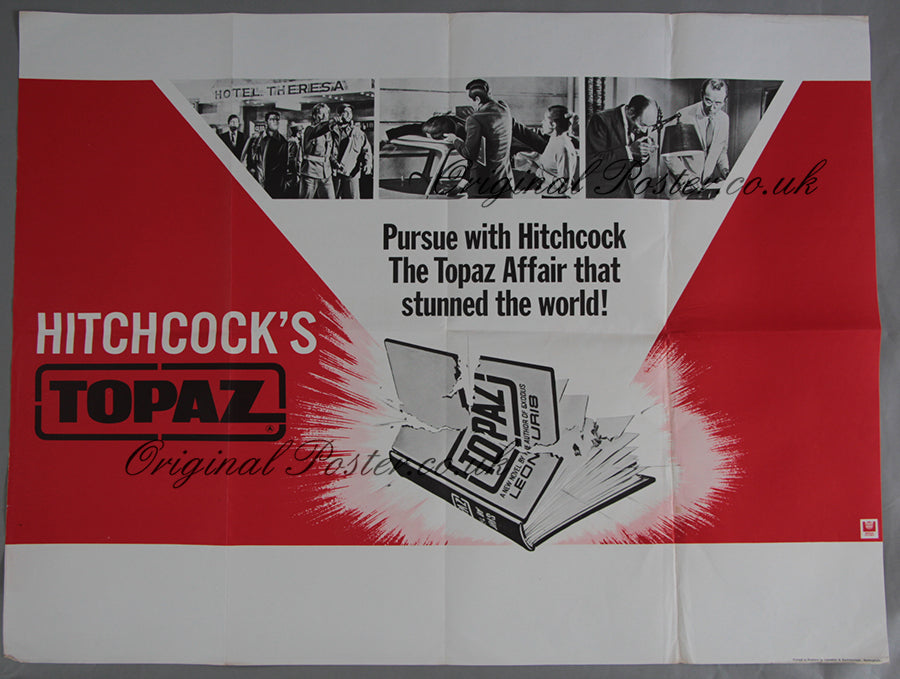 HOTEL THERESA
Original Poster.co.uk
Pursue with Hitchcock
The Topaz Affair that
stunned the world!
HITCHCOCK'S
TOPAZ
A
TOPAZ
A NEW NOVEL BY
AUTHOR OF EXODUS
LEON URIS
Original Poster.co.uk